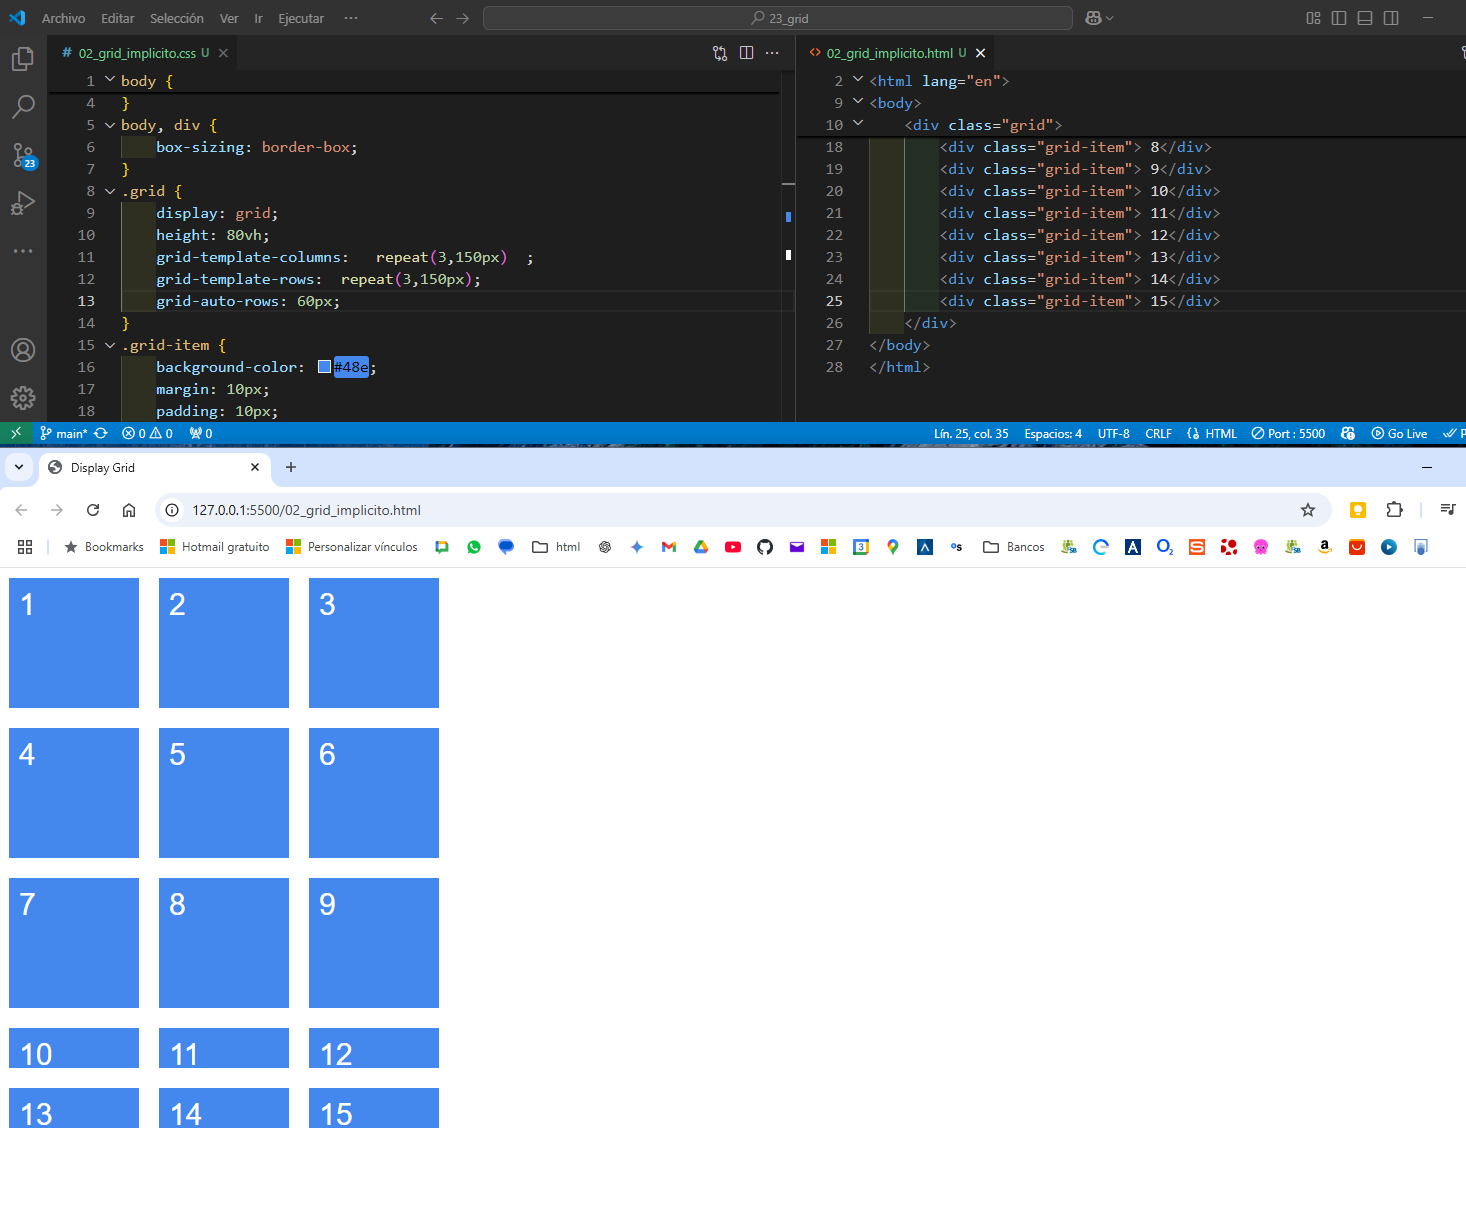 Archivo Editar Selección Ver Ir Ejecutar ··· 23_grid
# 02_grid_implicito.css U
1 body {
4 }
5 body, div {
6 box-sizing: border-box;
7 }
8 .grid {
9 display: grid;
10 height: 80vh;
11 grid-template-columns: repeat(3,150px) ;
12 grid-template-rows: repeat(3,150px);
13 grid-auto-rows: 60px;
14 }
15 .grid-item {
16 background-color: #48e;
17 margin: 10px;
18 padding: 10px;
<> 02_grid_implicito.html U
2 <html lang="en">
9 <body>
10 <div class="grid">
18 <div class="grid-item"> 8</div>
19 <div class="grid-item"> 9</div>
20 <div class="grid-item"> 10</div>
21 <div class="grid-item"> 11</div>
22 <div class="grid-item"> 12</div>
23 <div class="grid-item"> 13</div>
24 <div class="grid-item"> 14</div>
25 <div class="grid-item"> 15</div>
26 </div>
27 </body>
28 </html>
23
main* 0 0 0 Lín. 25, col. 35 Espacios: 4 UTF-8 CRLF HTML Port : 5500 Go Live P
Display Grid
127.0.0.1:5500/02_grid_implicito.html
Bookmarks Hotmail gratuito Personalizar vínculos html Bancos
1 2 3
4 5 6
7 8 9
10 11 12
13 14 15